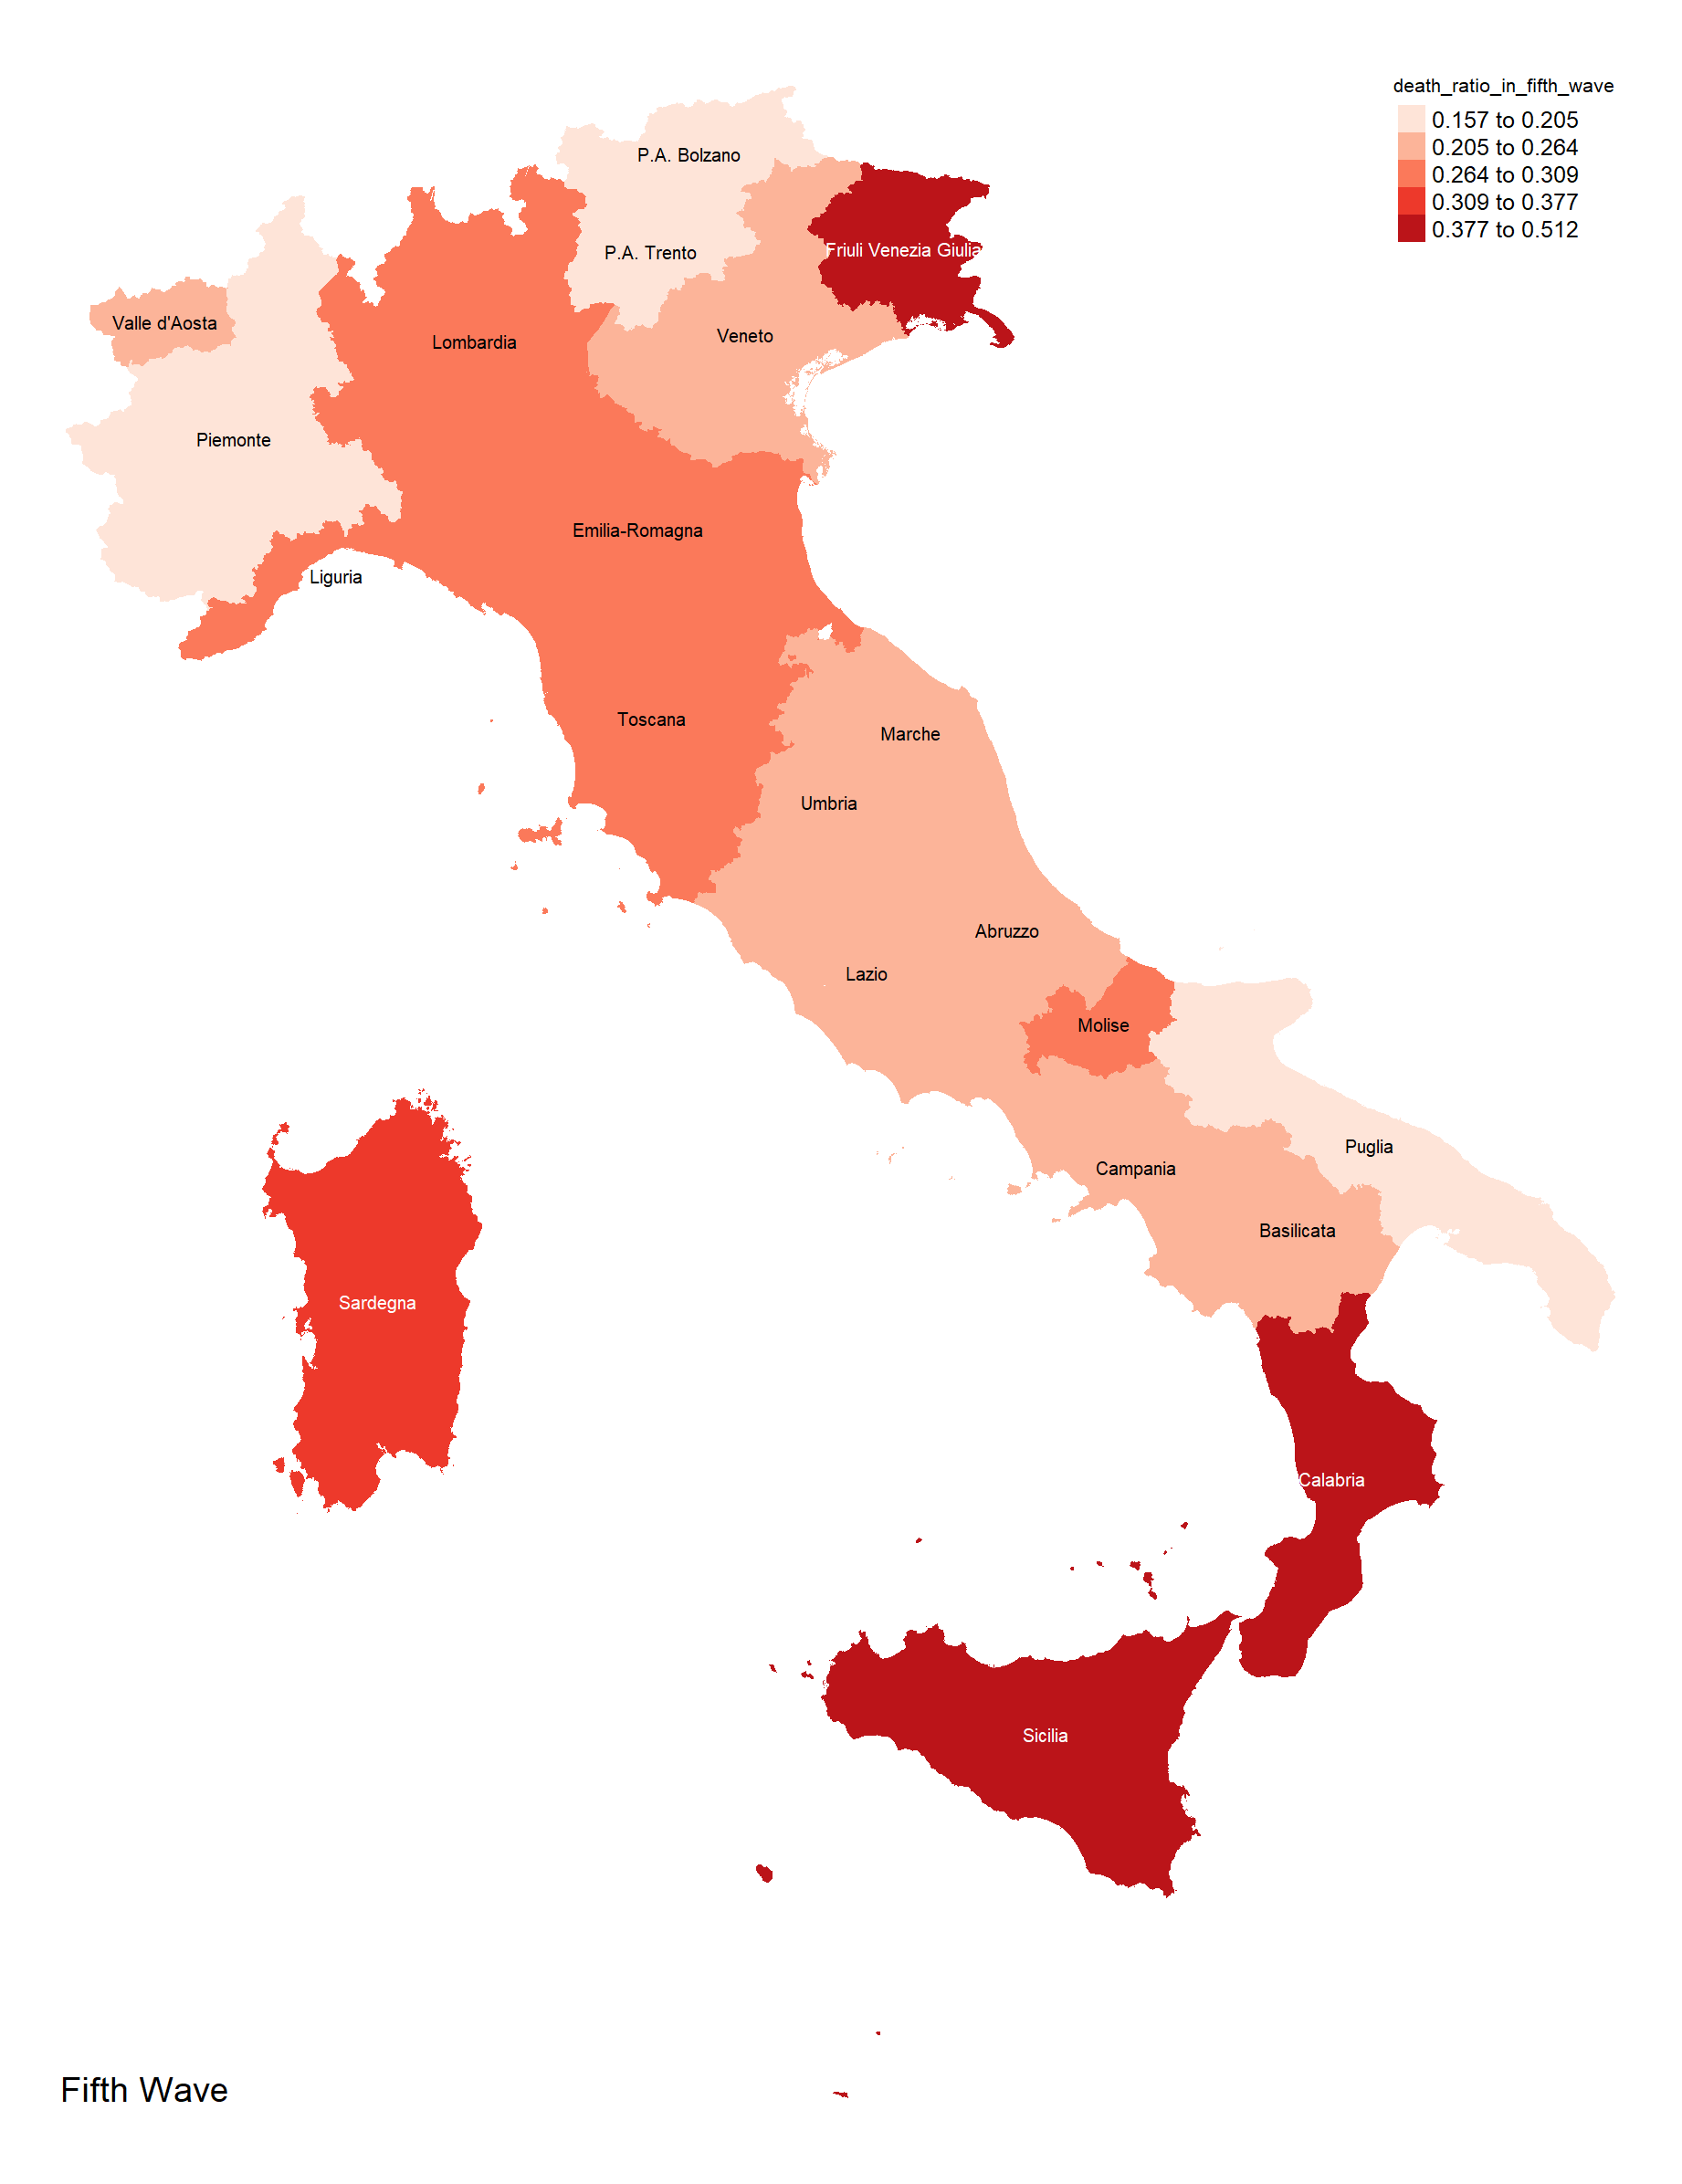 death_ratio_in_fifth_wave
0.157 to 0.205
0.205 to 0.264
0.264 to 0.309
0.309 to 0.377
0.377 to 0.512
P.A. Bolzano
P.A. Trento
Friuli Venezia Giulia
Valle d'Aosta
Lombardia
Veneto
Piemonte
Emilia-Romagna
Liguria
Toscana
Marche
Umbria
Abruzzo
Lazio
Molise
Puglia
Campania
Basilicata
Sardegna
Calabria
Sicilia
Fifth Wave